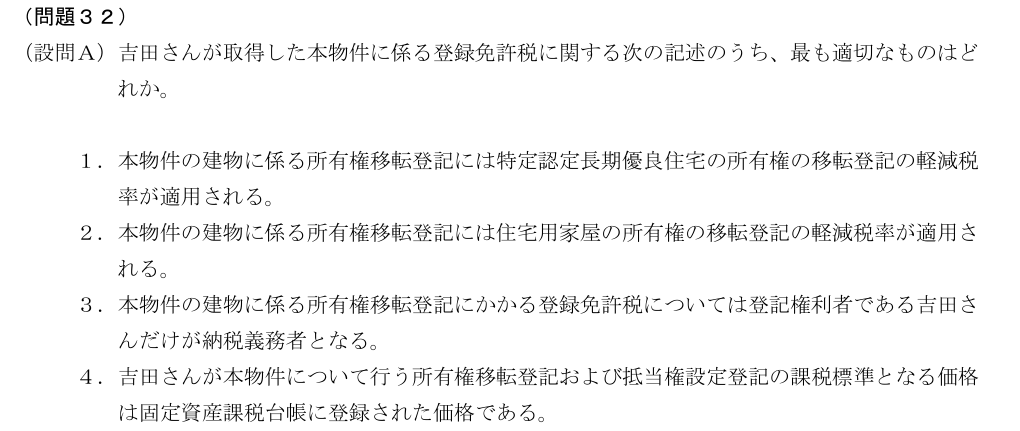 （問題３２）
（設問Ａ）吉田さんが取得した本物件に係る登録免許税に関する次の記述のうち、最も適切なものはど
れか。
１．本物件の建物に係る所有権移転登記には特定認定長期優良住宅の所有権の移転登記の軽減税
率が適用される。
２．本物件の建物に係る所有権移転登記には住宅用家屋の所有権の移転登記の軽減税率が適用さ
れる。
３．本物件の建物に係る所有権移転登記にかかる登録免許税については登記権利者である吉田さ
んだけが納税義務者となる。
４．吉田さんが本物件について行う所有権移転登記および抵当権設定登記の課税標準となる価格
は固定資産課税台帳に登録された価格である。